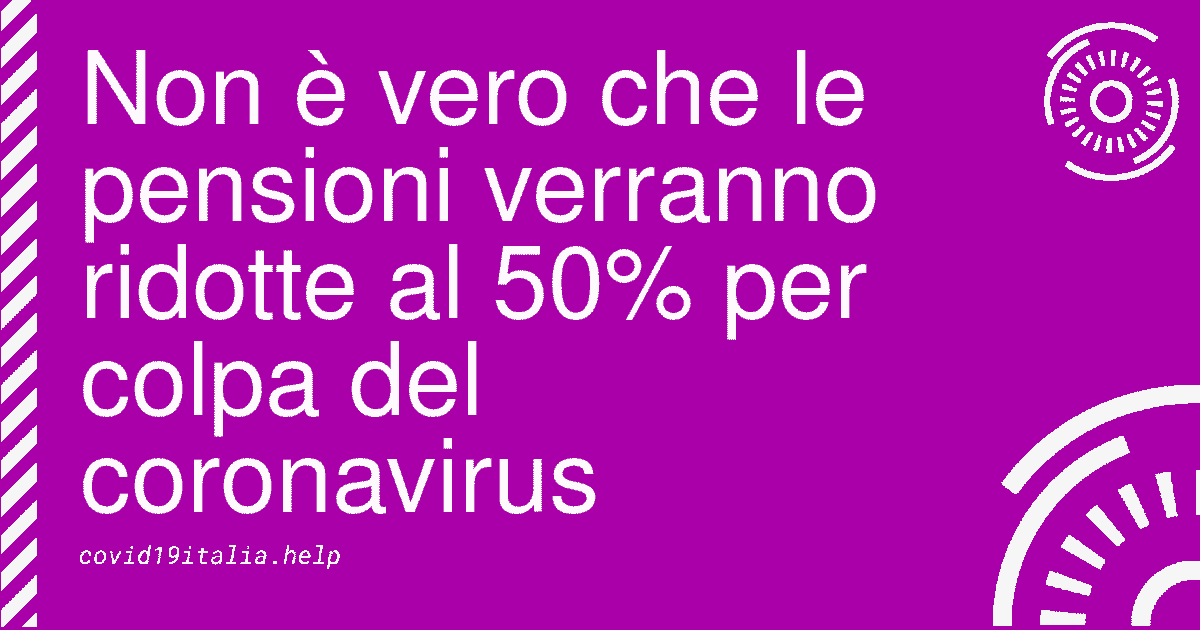 Non è vero che le
pensioni verranno
ridotte al 50% per
colpa del
coronavirus
covid19italia.help